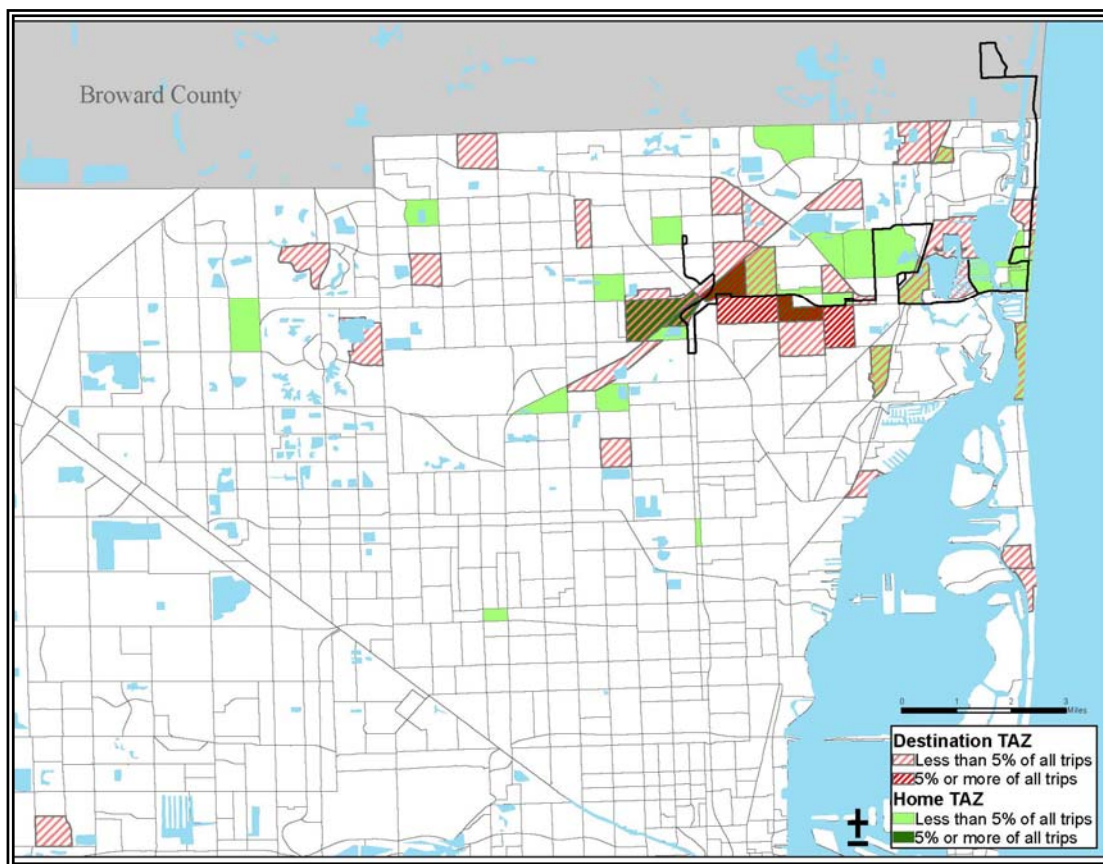 Broward County
0 1 2 3
Miles
Destination TAZ
Less than 5% of all trips
5% or more of all trips
Home TAZ
Less than 5% of all trips
5% or more of all trips